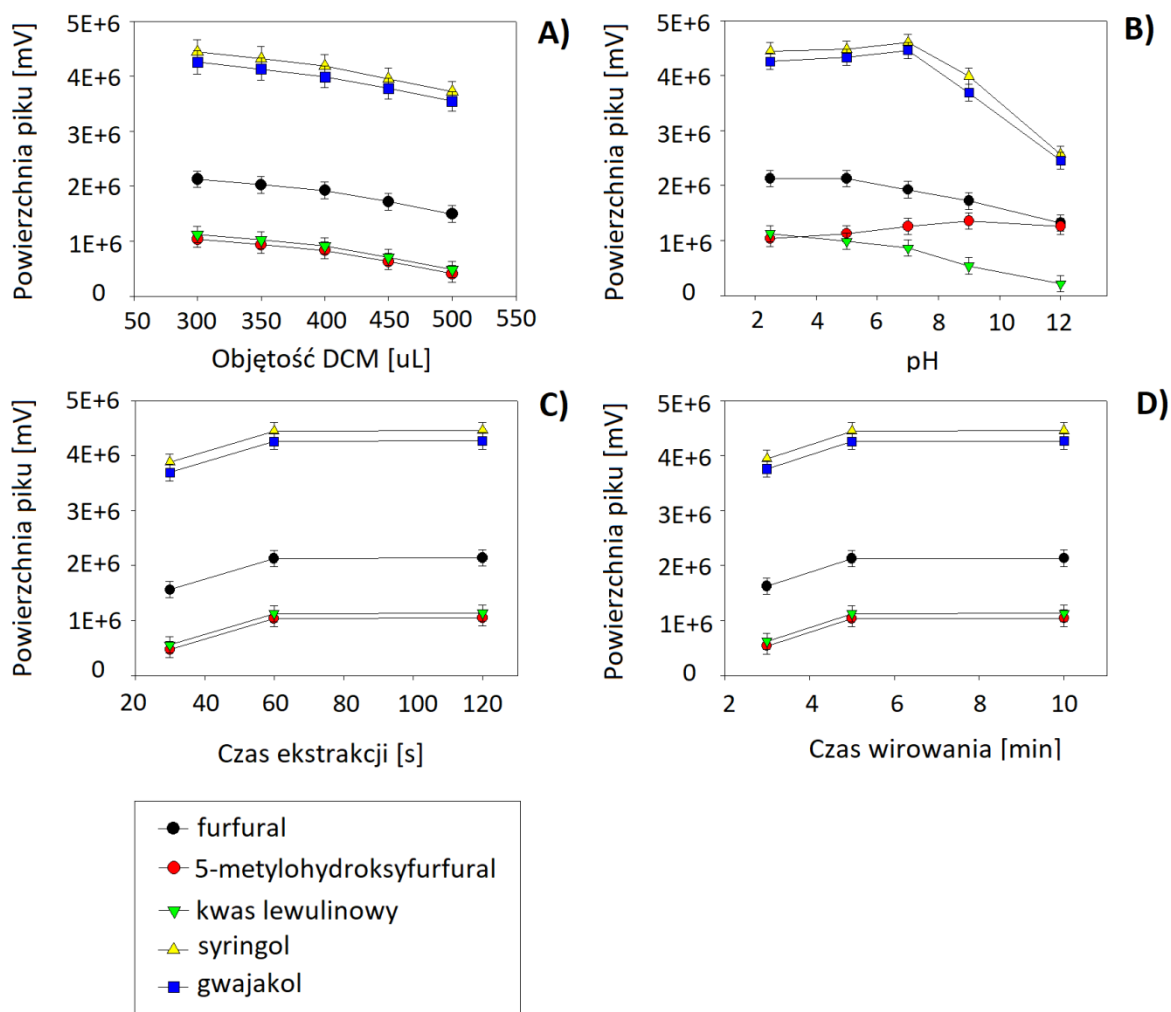 A)
Powierzchnia piku [mV]
5E+6
4E+6
3E+6
2E+6
1E+6
0
50 300 350 400 450 500 550
Objętość DCM [uL]
B)
Powierzchnia piku [mV]
5E+6
4E+6
3E+6
2E+6
1E+6
0
2 4 6 8 10 12
pH
C)
Powierzchnia piku [mV]
5E+6
4E+6
3E+6
2E+6
1E+6
0
20 40 60 80 100 120
Czas ekstrakcji [s]
D)
Powierzchnia piku [mV]
5E+6
4E+6
3E+6
2E+6
1E+6
0
2 4 6 8 10
Czas wirowania [min]
furfural
5-metylohydroksyfurfural
kwas lewulinowy
syringol
gwajakol